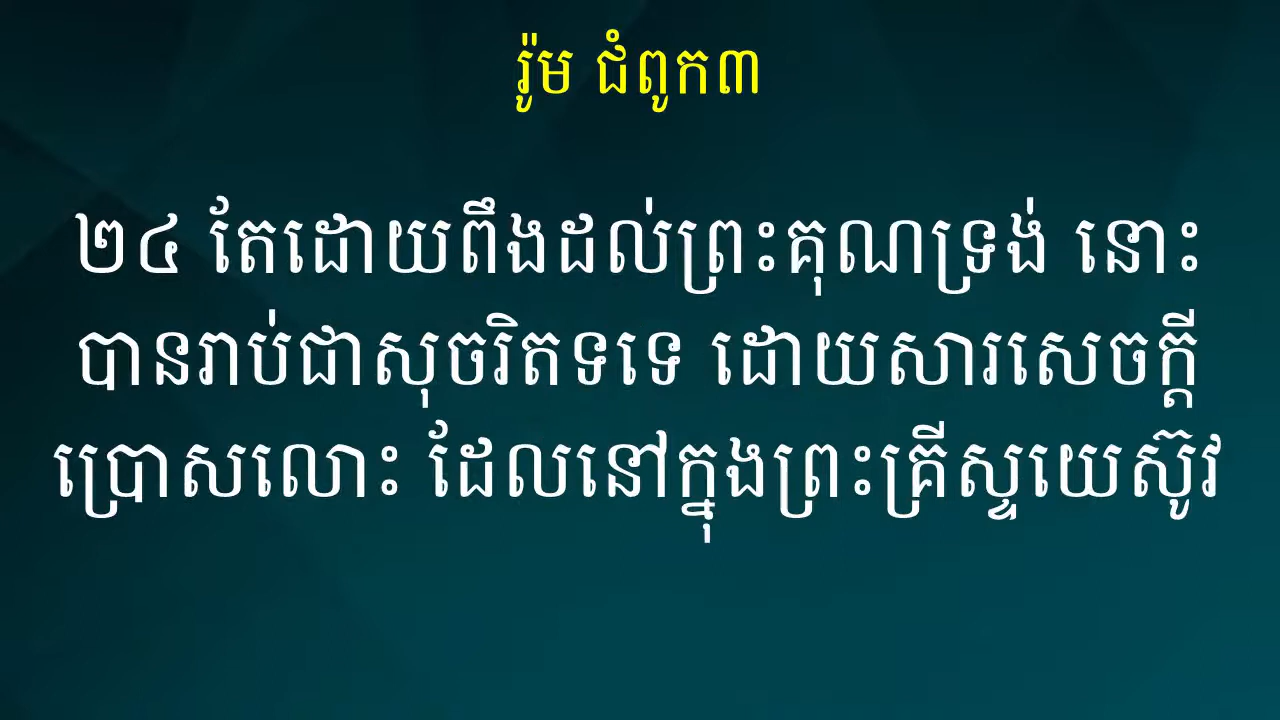 រ៉ូម ជំពូក៣
២៤ តែដោយពឹងដល់ព្រះគុណទ្រង់ នោះ
បានរាប់ជាសុចរិតទទេ ដោយសារសេចក្ដី
ប្រោសលោះ ដែលនៅក្នុងព្រះគ្រីស្ទយេស៊ូវ